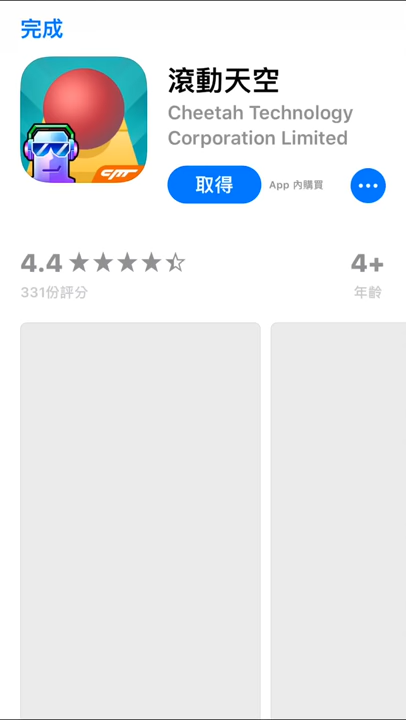 完成
滾動天空
Cheetah Technology
Corporation Limited
取得
App 內購買
4.4
4+
331份評分
年齡